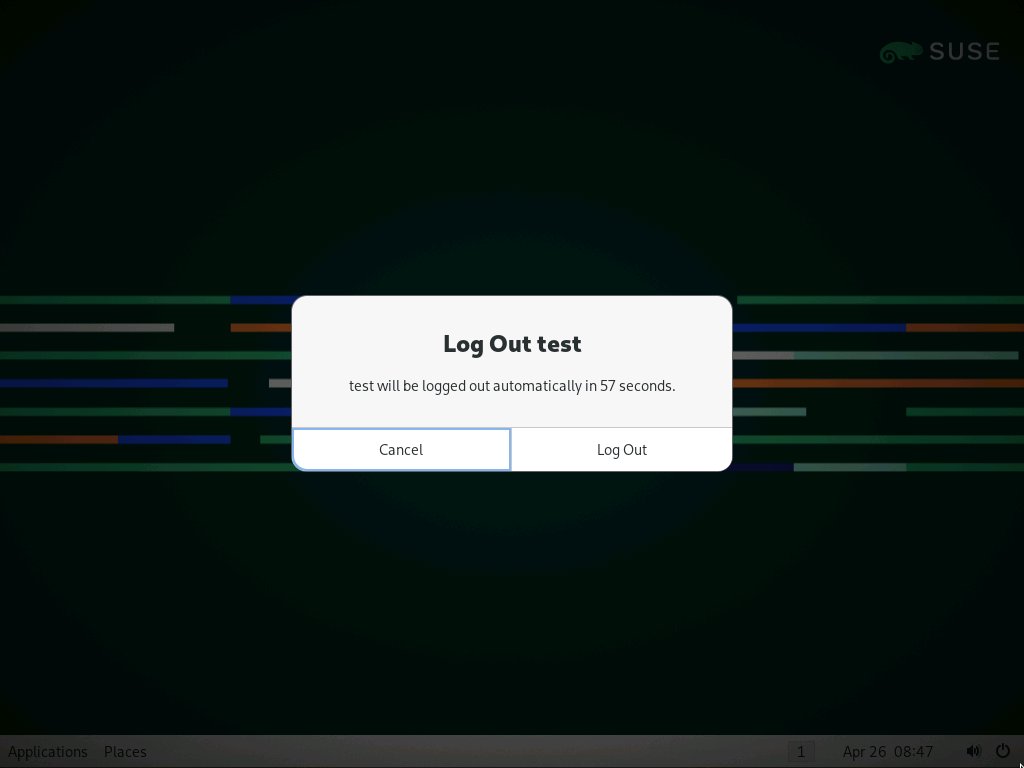 SUSE
Log Out test
test will be logged out automatically in 57 seconds.
Cancel Log Out
Applications Places 1 Apr 26 08:47